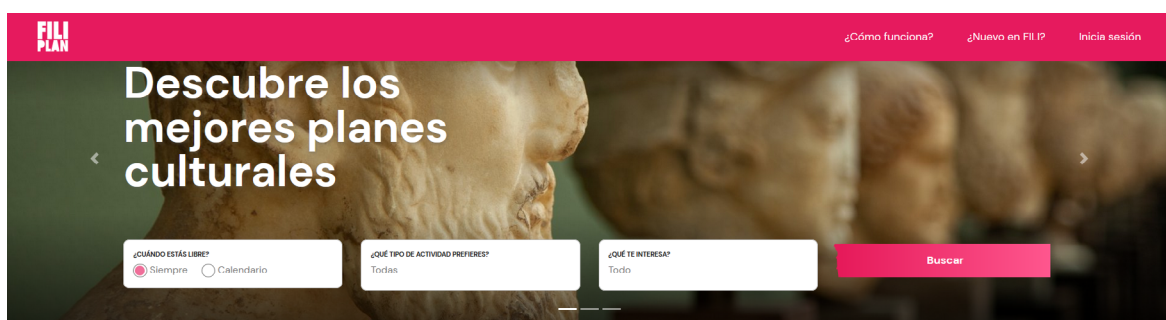 FILI
PLAN
¿Cómo funciona? ¿Nuevo en FILI? Inicia sesión
Descubre los
mejores planes
culturales
¿CUÁNDO ESTÁS LIBRE? ¿QUÉ TIPO DE ACTIVIDAD PREFIERES? ¿QUÉ TE INTERESA?
Siempre Calendario Todas Todo
Buscar